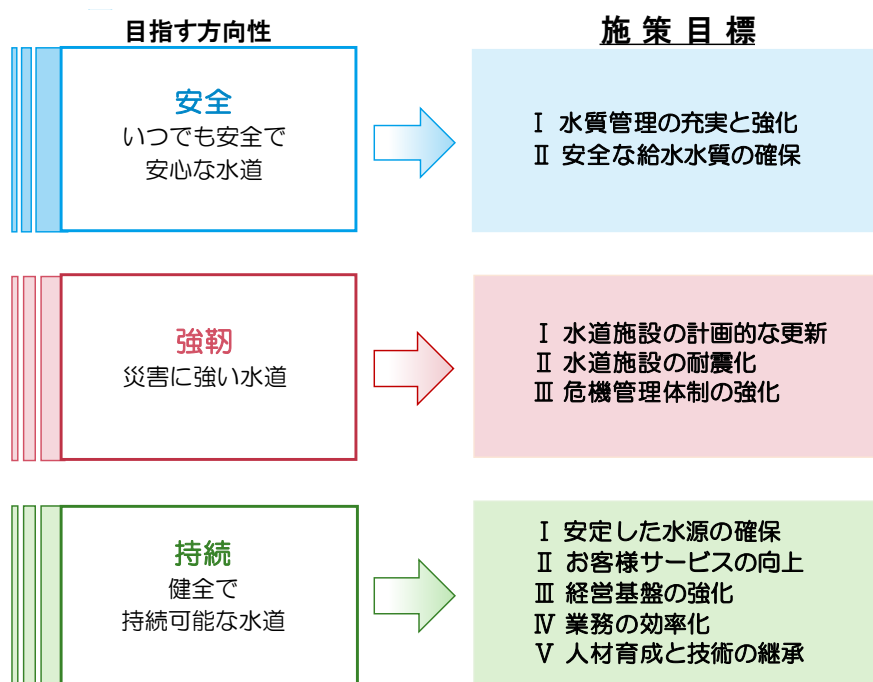 目指す方向性
施策目標
安全
いつでも安全で
安心な水道
Ⅰ 水質管理の充実と強化
Ⅱ 安全な給水水質の確保
強靭
災害に強い水道
Ⅰ 水道施設の計画的な更新
Ⅱ 水道施設の耐震化
Ⅲ 危機管理体制の強化
持続
健全で
持続可能な水道
Ⅰ 安定した水源の確保
Ⅱ お客様サービスの向上
Ⅲ 経営基盤の強化
Ⅳ 業務の効率化
Ⅴ 人材育成と技術の継承